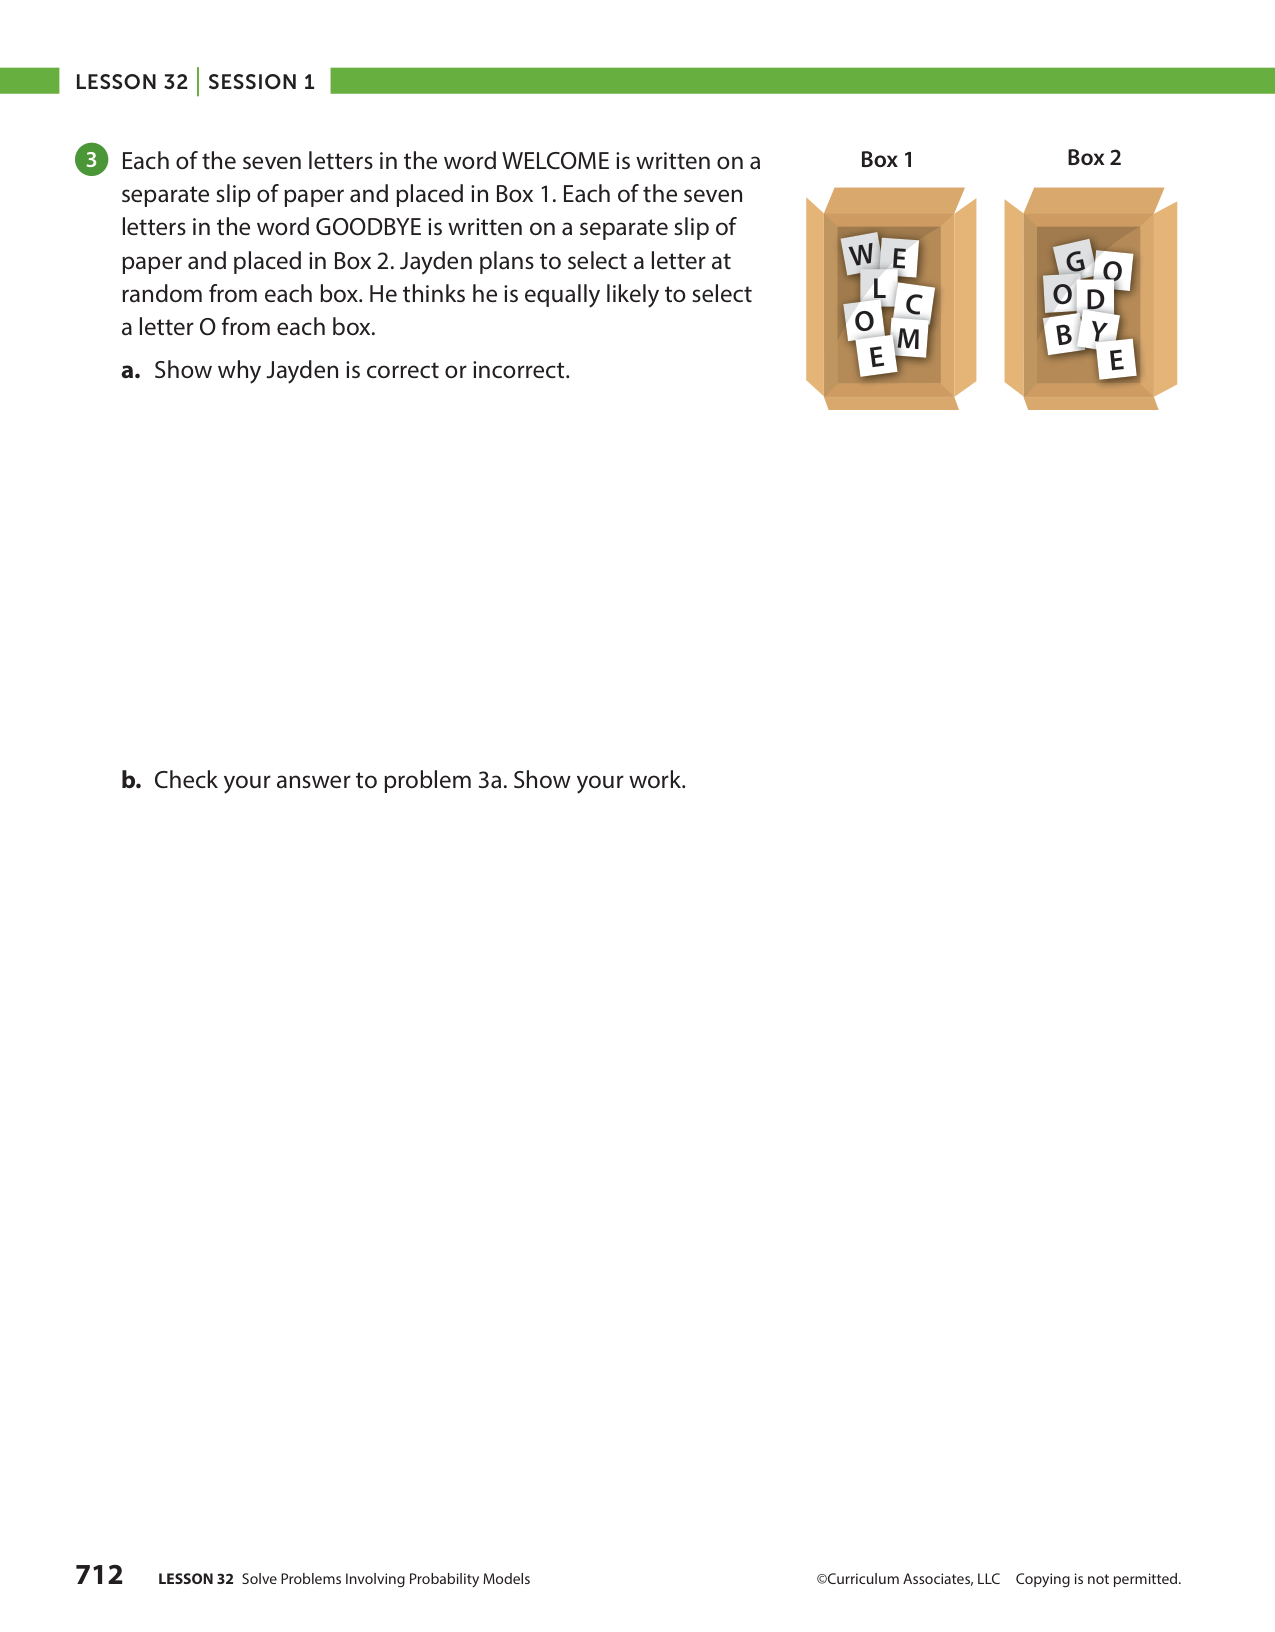 LESSON 32 | SESSION 1
3 Each of the seven letters in the word WELCOME is written on a
separate slip of paper and placed in Box 1. Each of the seven
letters in the word GOODBYE is written on a separate slip of
paper and placed in Box 2. Jayden plans to select a letter at
random from each box. He thinks he is equally likely to select
a letter O from each box.
a. Show why Jayden is correct or incorrect.
Box 1
W E
L
C
O
M
E
Box 2
G O
O D
B Y
E
b. Check your answer to problem 3a. Show your work.
712 LESSON 32 Solve Problems Involving Probability Models
©Curriculum Associates, LLC Copying is not permitted.